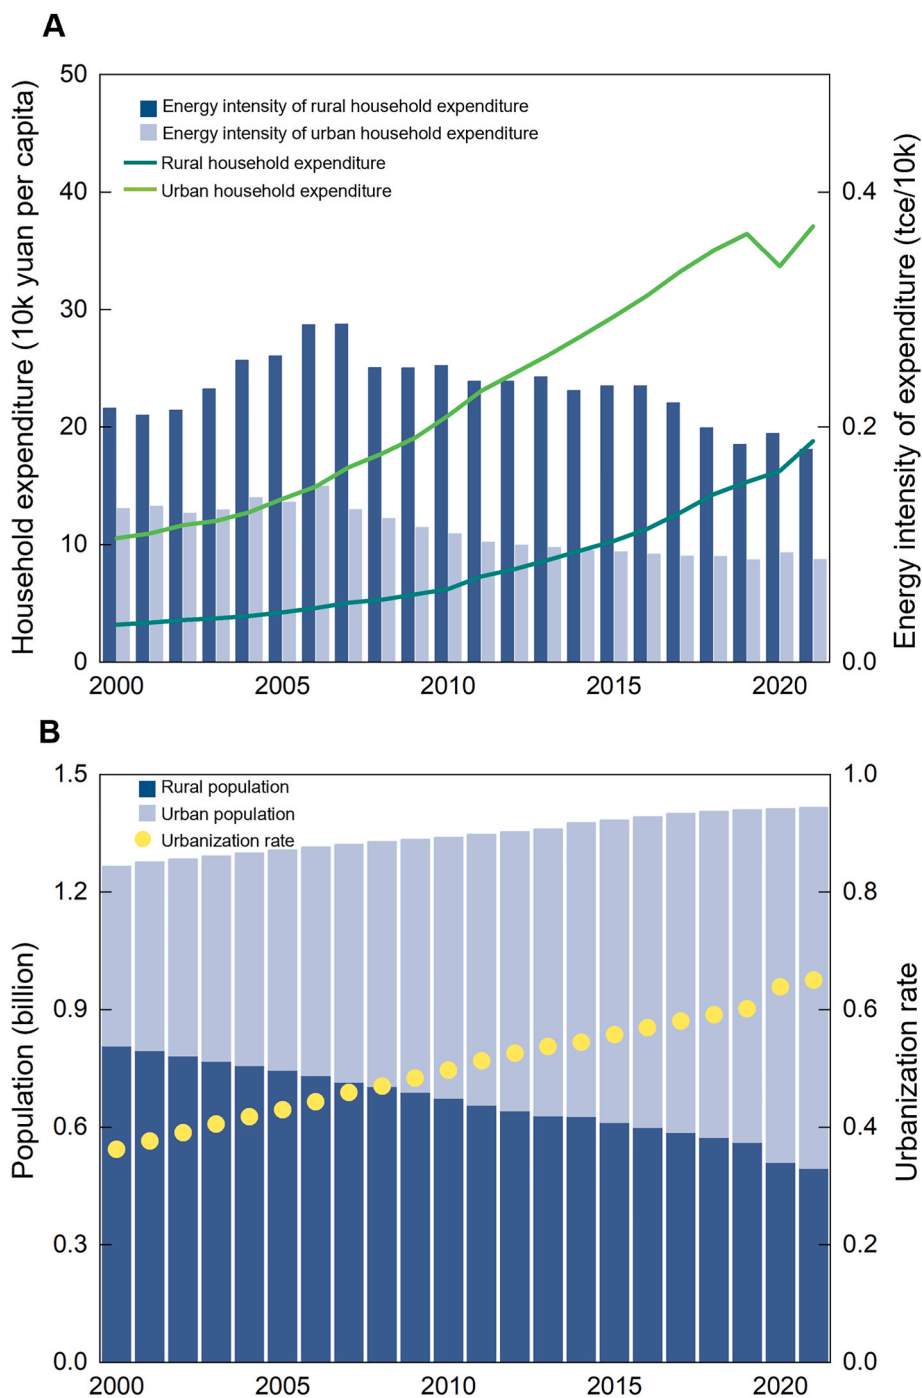 A
50
40
30
20
10
0
Household expenditure (10k yuan per capita)
Energy intensity of rural household expenditure
Energy intensity of urban household expenditure
Rural household expenditure
Urban household expenditure
0.4
0.2
0.0
Energy intensity of expenditure (tce/10k)
2000 2005 2010 2015 2020
B
1.5
1.2
0.9
0.6
0.3
0.0
Population (billion)
Rural population
Urban population
Urbanization rate
1.0
0.8
0.6
0.4
0.2
0.0
Urbanization rate
2000 2005 2010 2015 2020